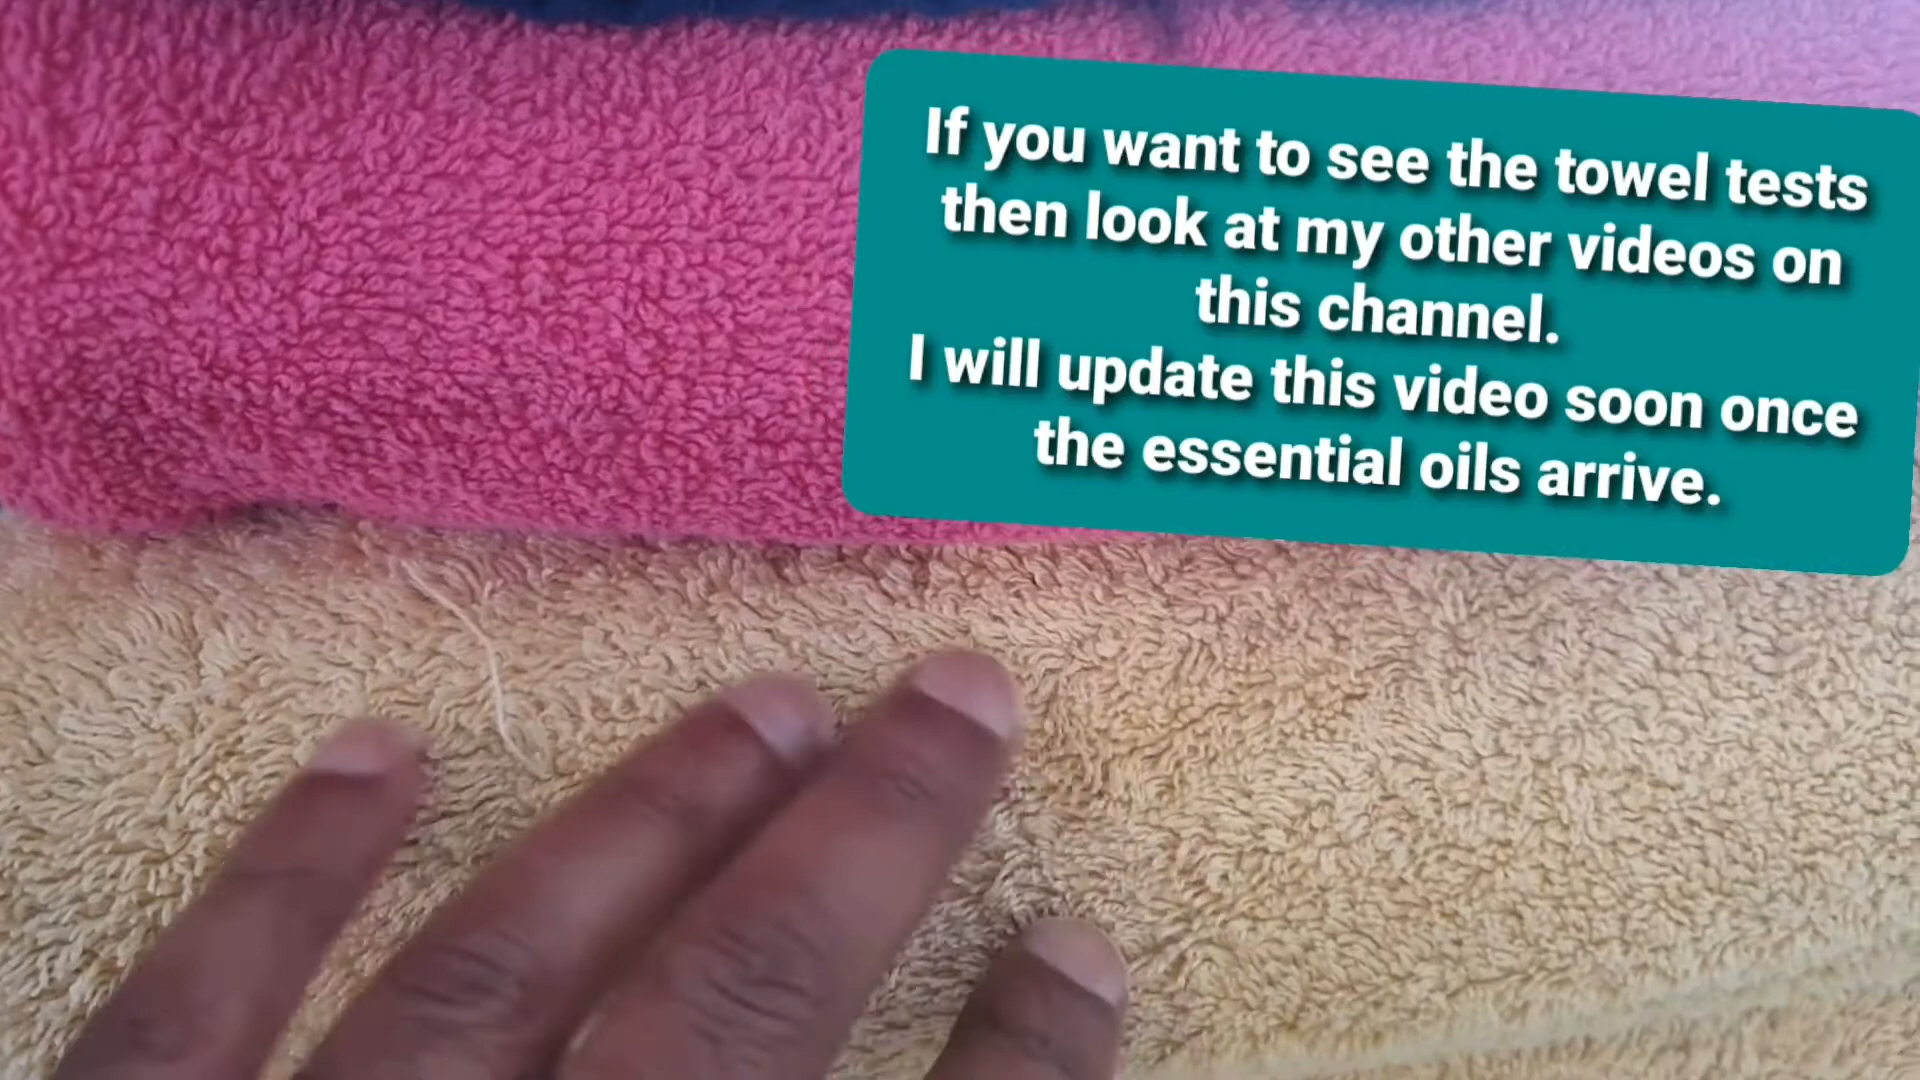 If you want to see the towel tests
then look at my other videos on
this channel.
I will update this video soon once
the essential oils arrive.